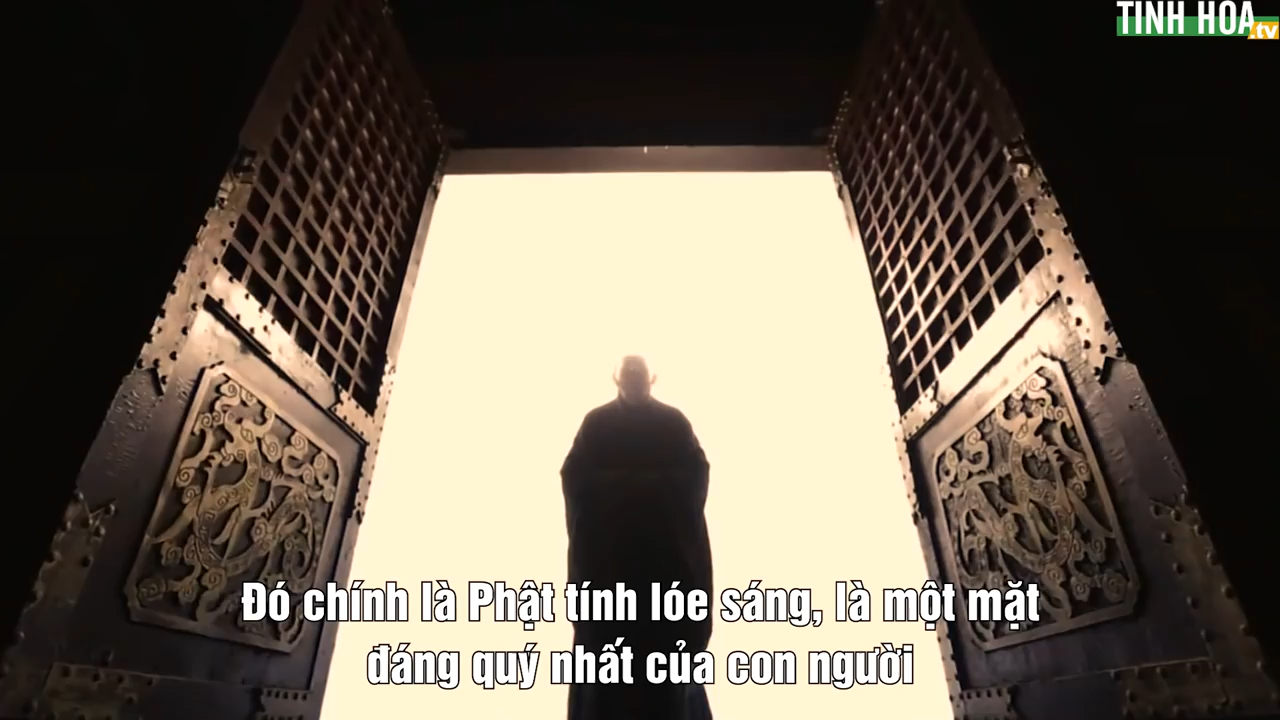 TINH HOA
.tv
Đó chính là Phật tính lóe sáng, là một mặt
đáng quý nhất của con người